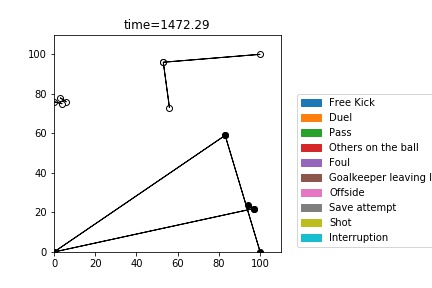 time=1472.29
100
80
60
40
20
0
0 20 40 60 80 100
Free Kick
Duel
Pass
Others on the ball
Foul
Goalkeeper leaving l
Offside
Save attempt
Shot
Interruption